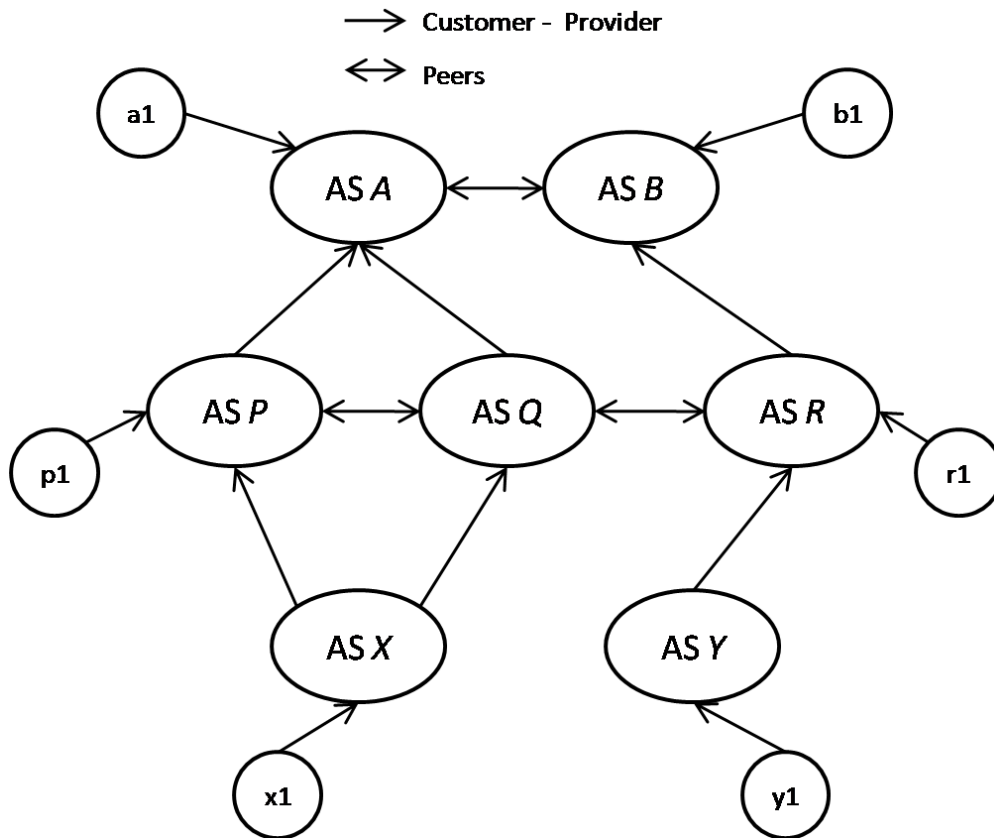 Customer - Provider
Peers
a1
b1
AS A
AS B
AS P
AS Q
AS R
p1
r1
AS X
AS Y
x1
y1